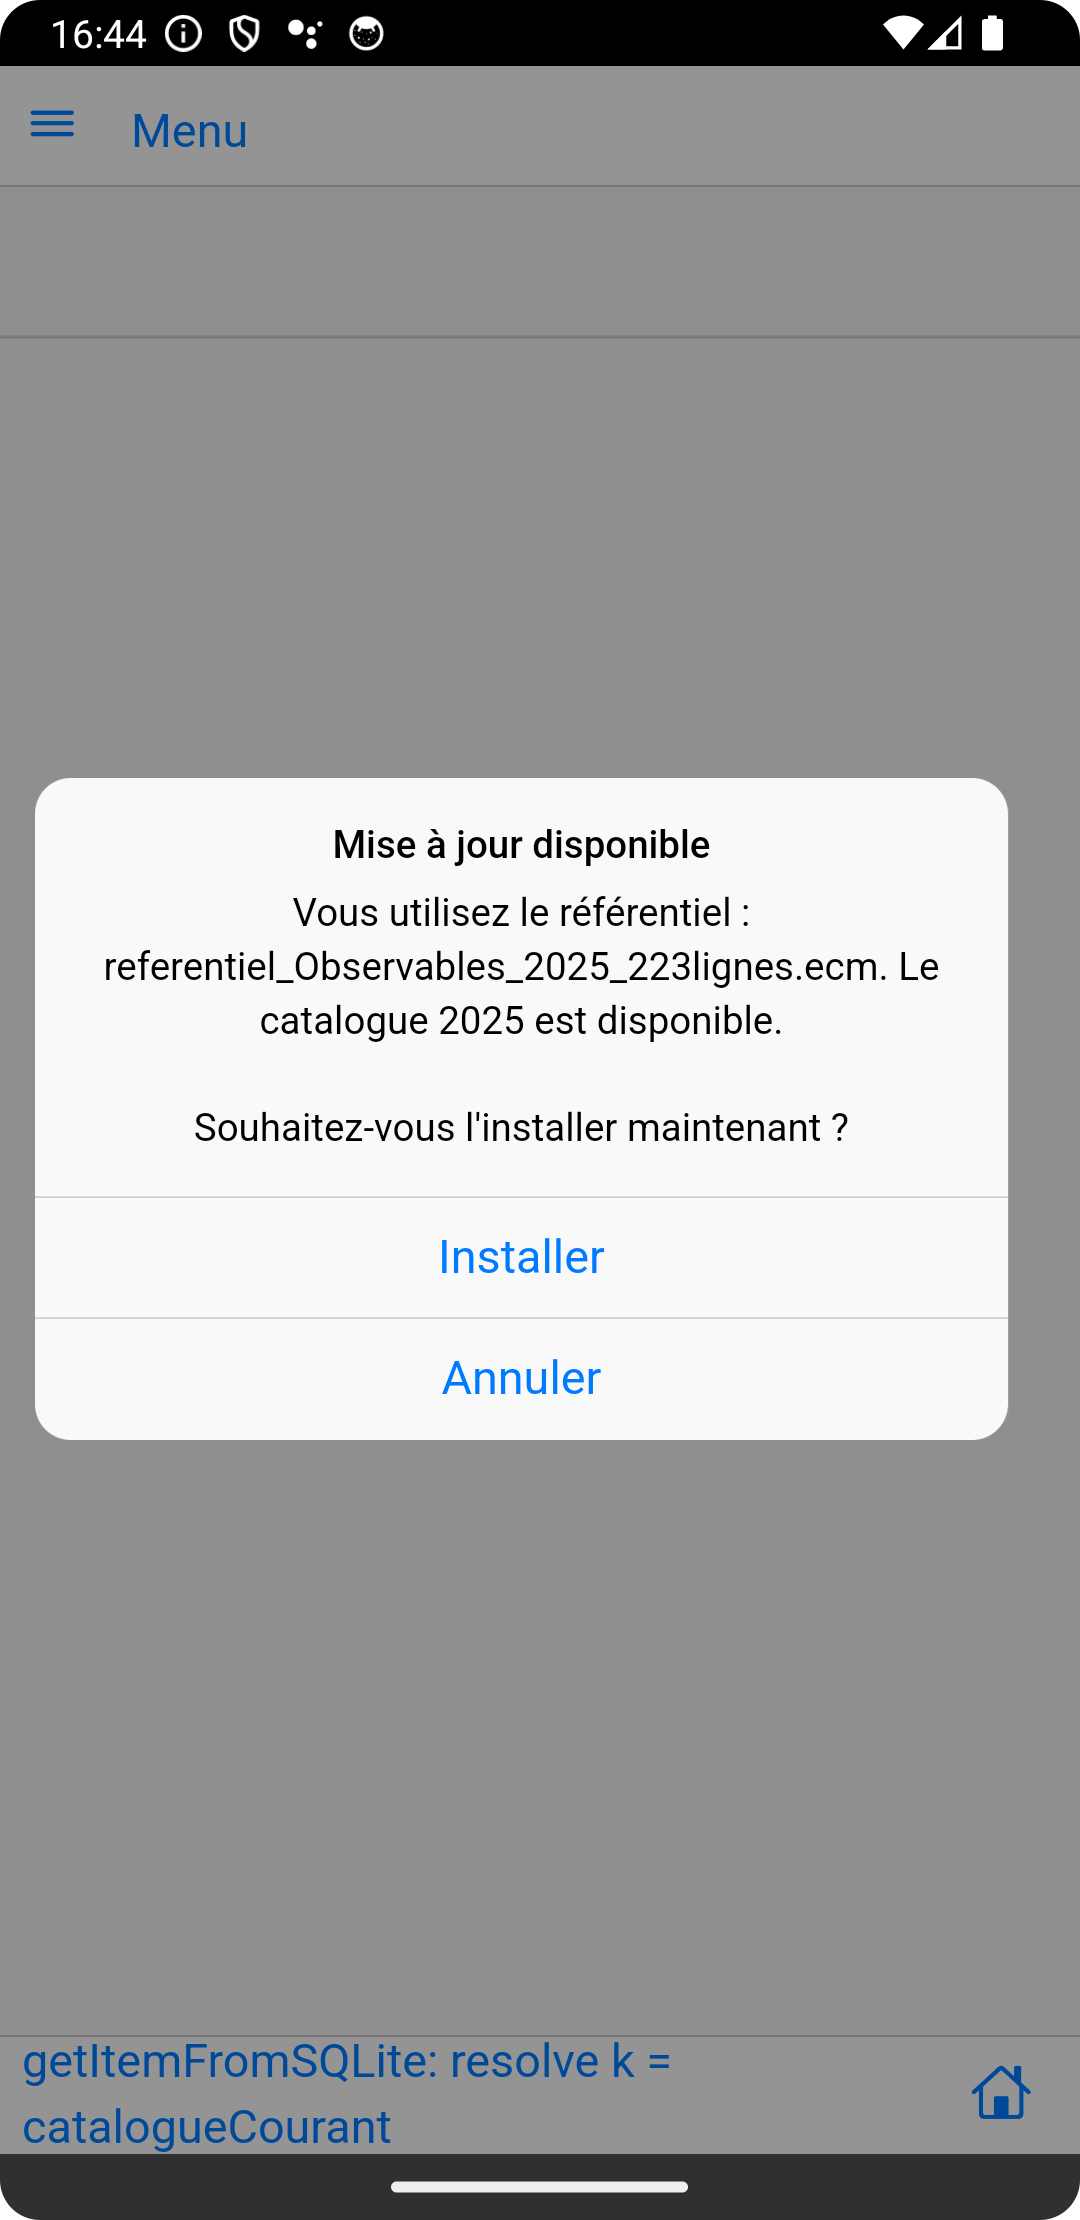 16:44
Menu
Mise à jour disponible
Vous utilisez le référentiel :
referentiel_Observables_2025_223lignes.ecm. Le
catalogue 2025 est disponible.
Souhaitez-vous l'installer maintenant ?
Installer
Annuler
getItemFromSQLite: resolve k =
catalogueCourant